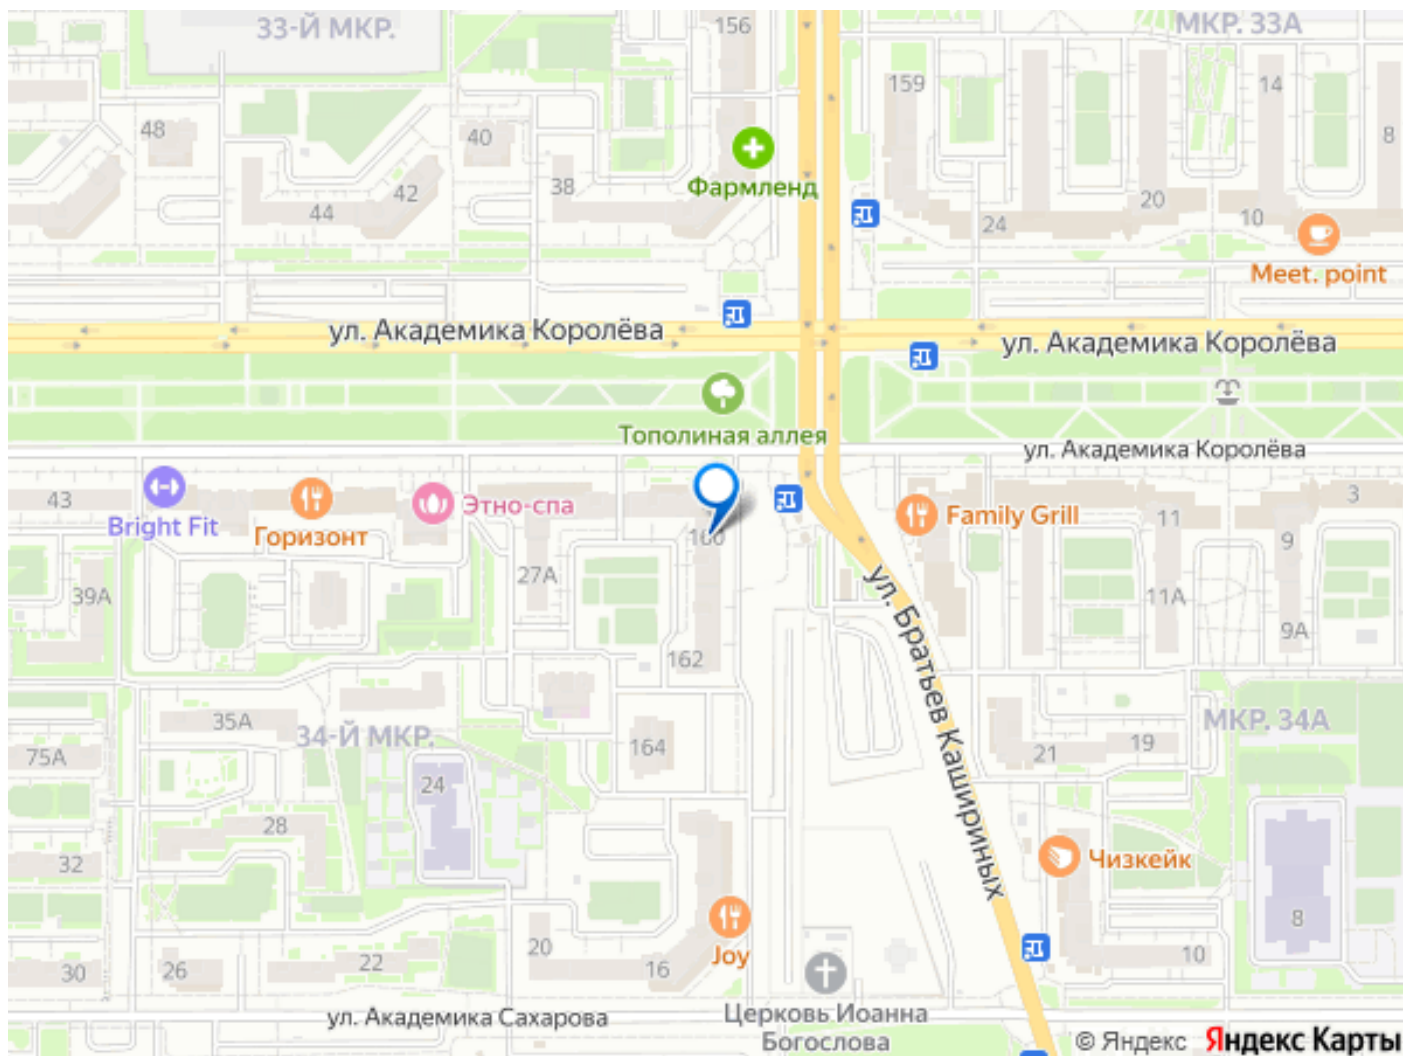 33-Й МКР.
156
МКР. 33А
159
14
8
48
40
Фармленд
38
42
44
20
24
10
Meet. point
ул. Академика Королёва
ул. Академика Королёва
Тополиная аллея
ул. Академика Королёва
43
Bright Fit
Горизонт
Этно-спа
160
Family Grill
11
3
9
39А
27А
11А
9А
162
ул. Братьев Кашириных
35А
34-Й МКР.
164
МКР. 34А
75А
21
19
24
28
32
Чизкейк
8
20
Joy
30
26
22
16
10
ул. Академика Сахарова
Церковь Иоанна
Богослова
© Яндекс Яндекс Карты